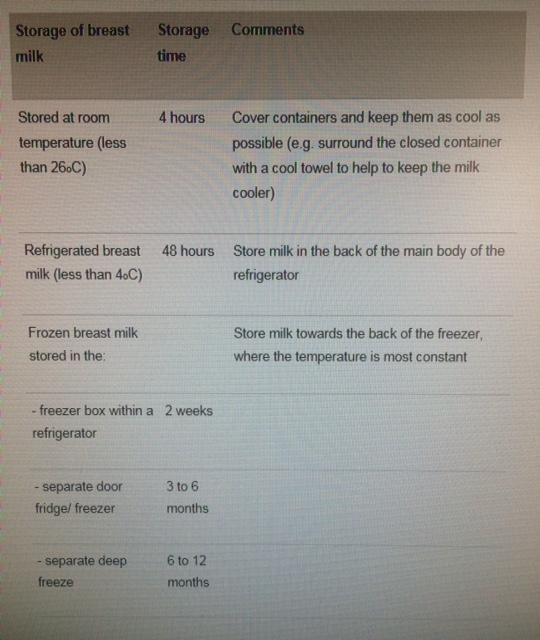 Storage of breast milk
Storage time
Comments
Stored at room
temperature (less
than 26oC)
4 hours
Cover containers and keep them as cool as
possible (e.g. surround the closed container
with a cool towel to help to keep the milk
cooler)
Refrigerated breast
milk (less than 4oC)
48 hours
Store milk in the back of the main body of the
refrigerator
Frozen breast milk
stored in the:
Store milk towards the back of the freezer,
where the temperature is most constant
- freezer box within a
refrigerator
2 weeks
- separate door
fridge/ freezer
3 to 6
months
- separate deep
freeze
6 to 12
months